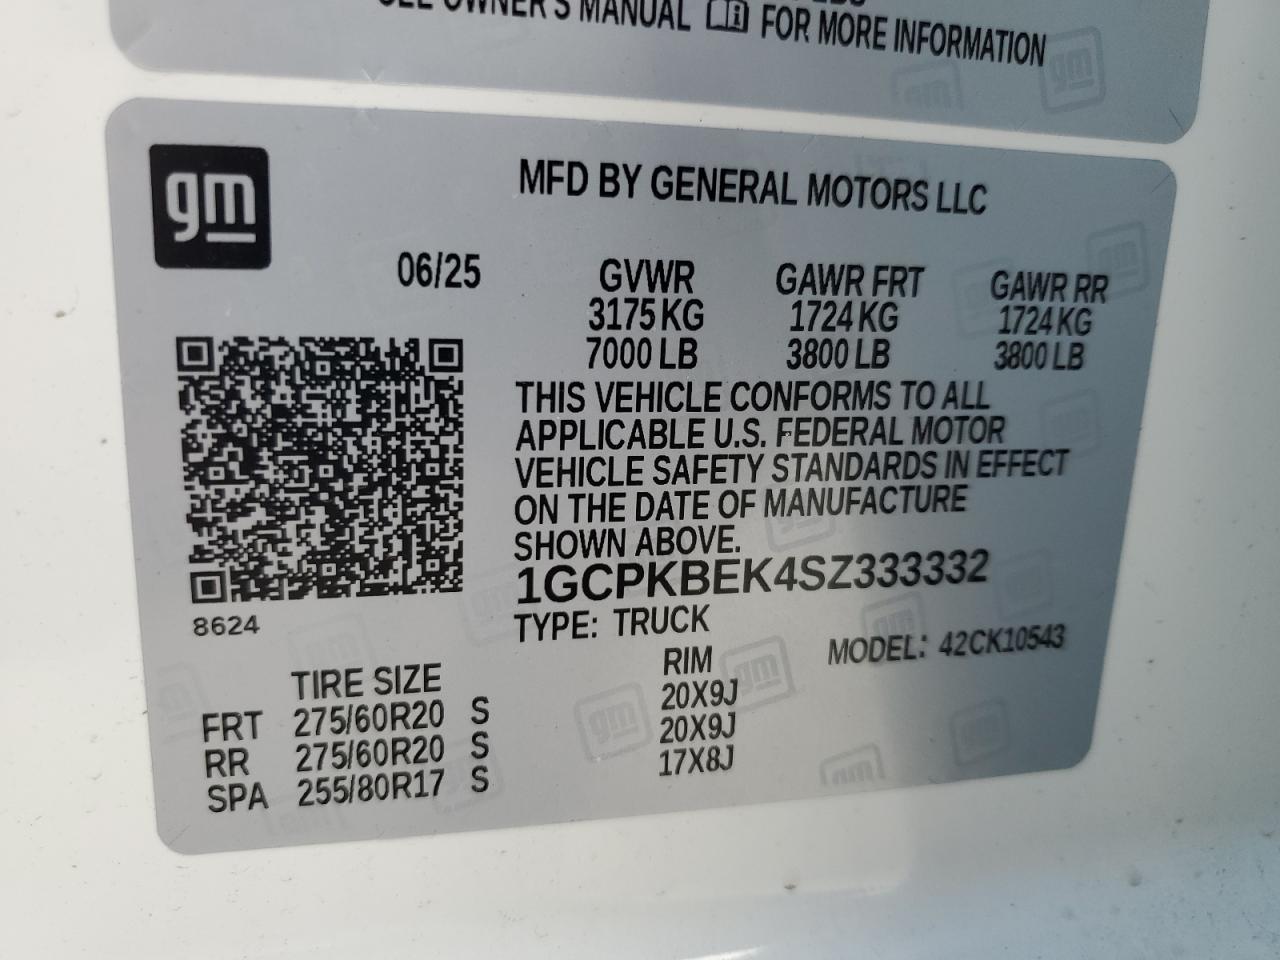 SEE OWNER'S MANUAL FOR MORE INFORMATION
gm
MFD BY GENERAL MOTORS LLC
06/25
GVWR GAWR FRT GAWR RR
3175 KG 1724 KG 1724 KG
7000 LB 3800 LB 3800 LB
THIS VEHICLE CONFORMS TO ALL
APPLICABLE U.S. FEDERAL MOTOR
VEHICLE SAFETY STANDARDS IN EFFECT
ON THE DATE OF MANUFACTURE
SHOWN ABOVE.
1GCPKBEK4SZ333332
8624
TYPE: TRUCK
MODEL: 42CK10543
TIRE SIZE RIM
FRT 275/60R20 S 20X9J
RR 275/60R20 S 20X9J
SPA 255/80R17 S 17X8J